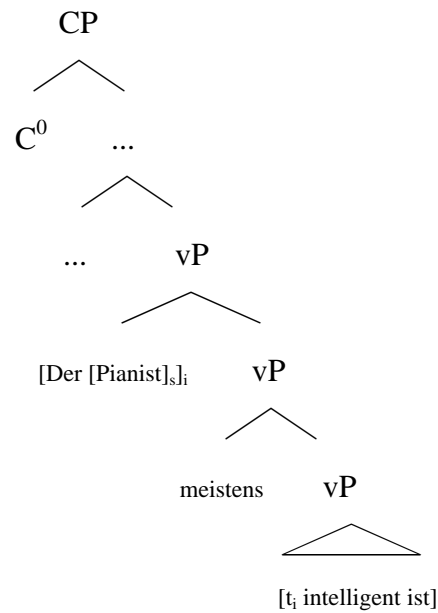 CP
C⁰ ...
... vP
[Der [Pianist]ₛ]ᵢ vP
meistens vP
[tᵢ intelligent ist]